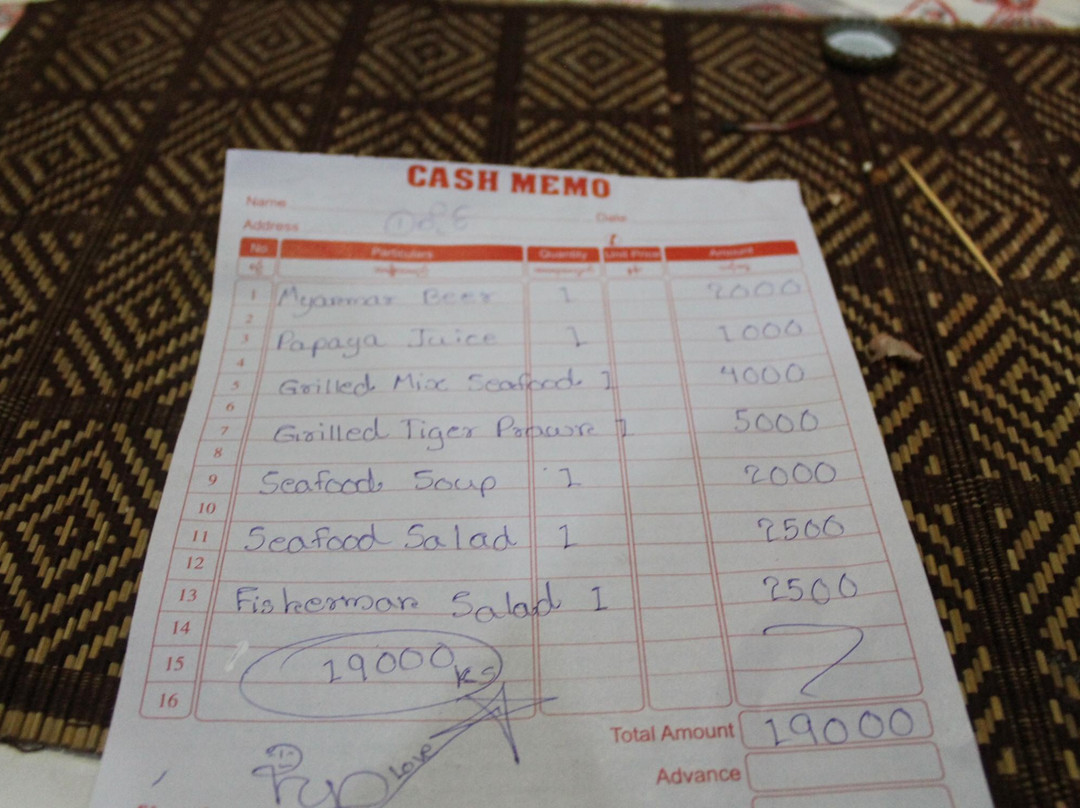 CASH MEMO
Name
Address Date
No Particulars Quantity Unit Price Amount
1 Myanmar Beer 1 2000
2
3 Papaya Juice 1 1000
4
5 Grilled Mix Seafood 1 4000
6
7 Grilled Tiger Prawn 1 5000
8
9 Seafood Soup 1 2000
10
11 Seafood Salad 1 2500
12
13 Fisherman Salad 1 2500
14
15 19000 Ks
16
Total Amount 19000
Love
Advance